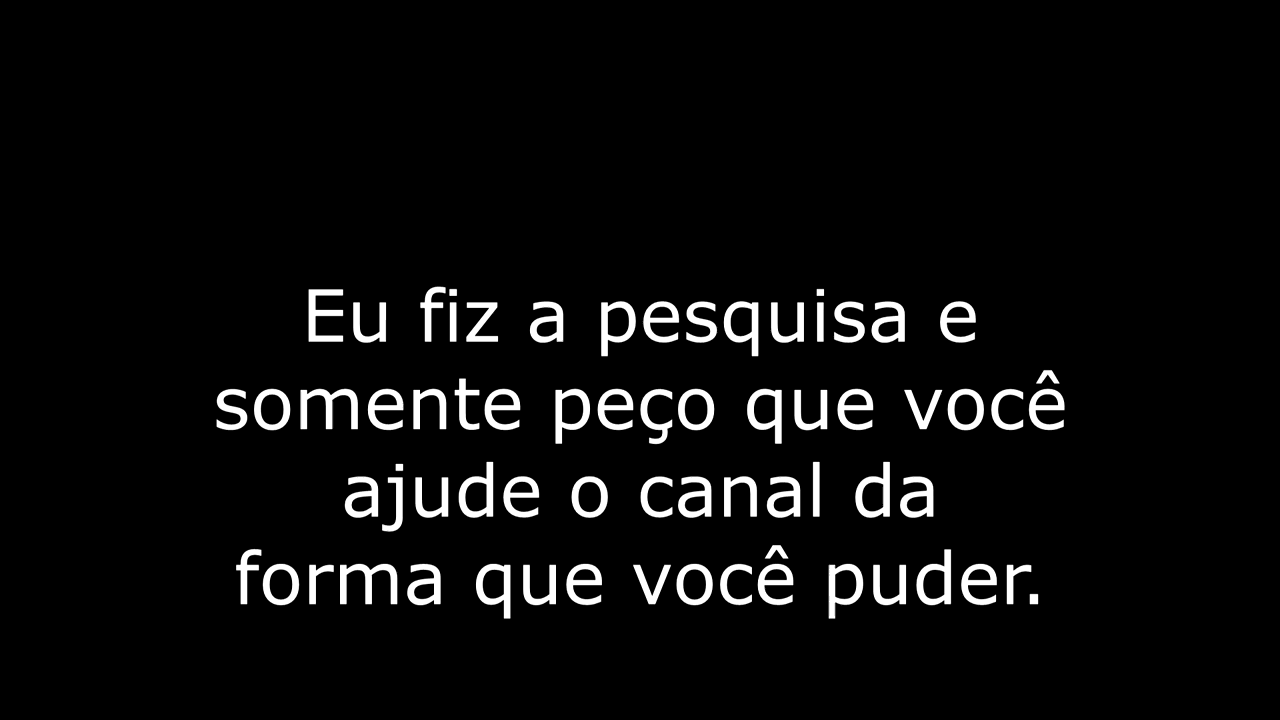 Eu fiz a pesquisa e
somente peço que você
ajude o canal da
forma que você puder.